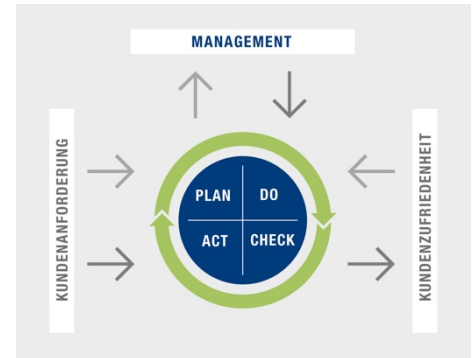 MANAGEMENT
KUNDENANFORDERUNG
PLAN
DO
ACT
CHECK
KUNDENZUFRIEDENHEIT